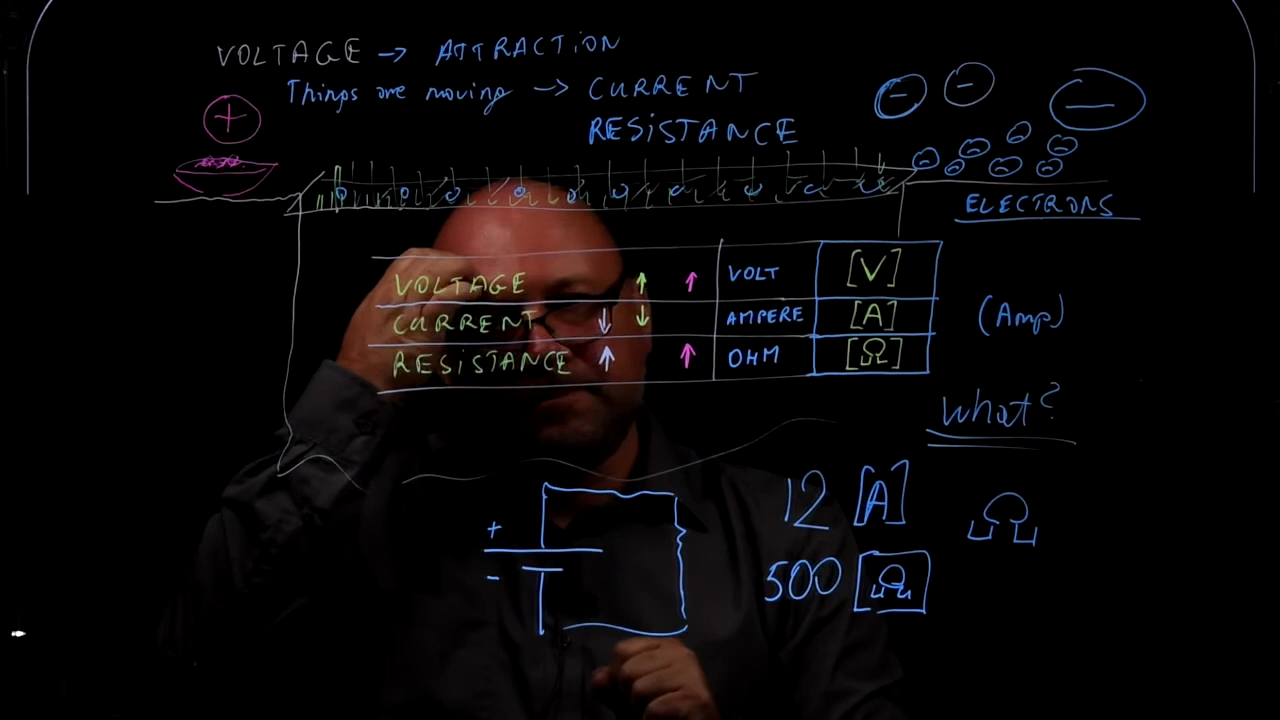 VOLTAGE → ATTRACTION
Things are moving → CURRENT
RESISTANCE
+
- - -
- - - - - - -
ELECTRONS
VOLTAGE ↑ ↑ VOLT [V]
CURRENT ↓ ↓ AMPERE [A] (Amp)
RESISTANCE ↑ ↑ OHM [Ω]
What?
12 [A] Ω
+
-
500 [Ω]